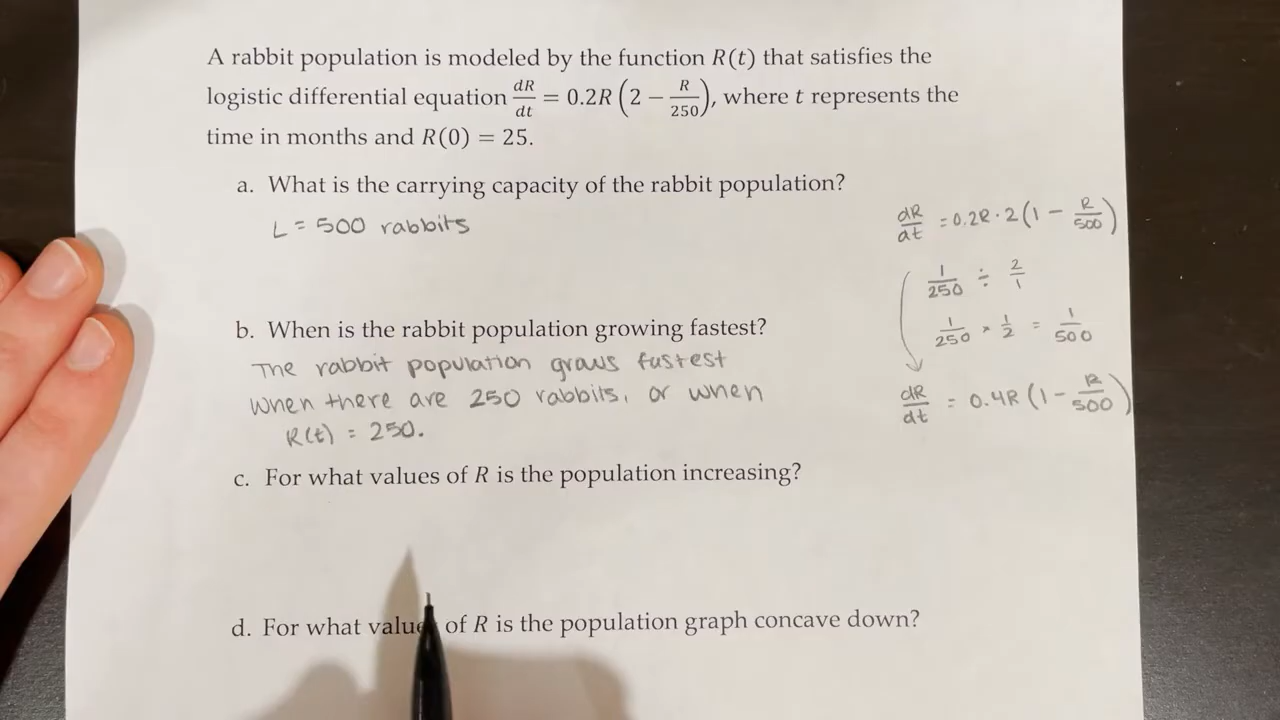 A rabbit population is modeled by the function R(t) that satisfies the
logistic differential equation dR/dt = 0.2R (2 − R/250), where t represents the
time in months and R(0) = 25.
a. What is the carrying capacity of the rabbit population?
L = 500 rabbits
dR/dt = 0.2R · 2 (1 − R/500)
1/250 ÷ 2/1
1/250 * 1/2 = 1/500
dR/dt = 0.4R (1 − R/500)
b. When is the rabbit population growing fastest?
The rabbit population grows fastest
when there are 250 rabbits, or when
R(t) = 250.
c. For what values of R is the population increasing?
d. For what value of R is the population graph concave down?